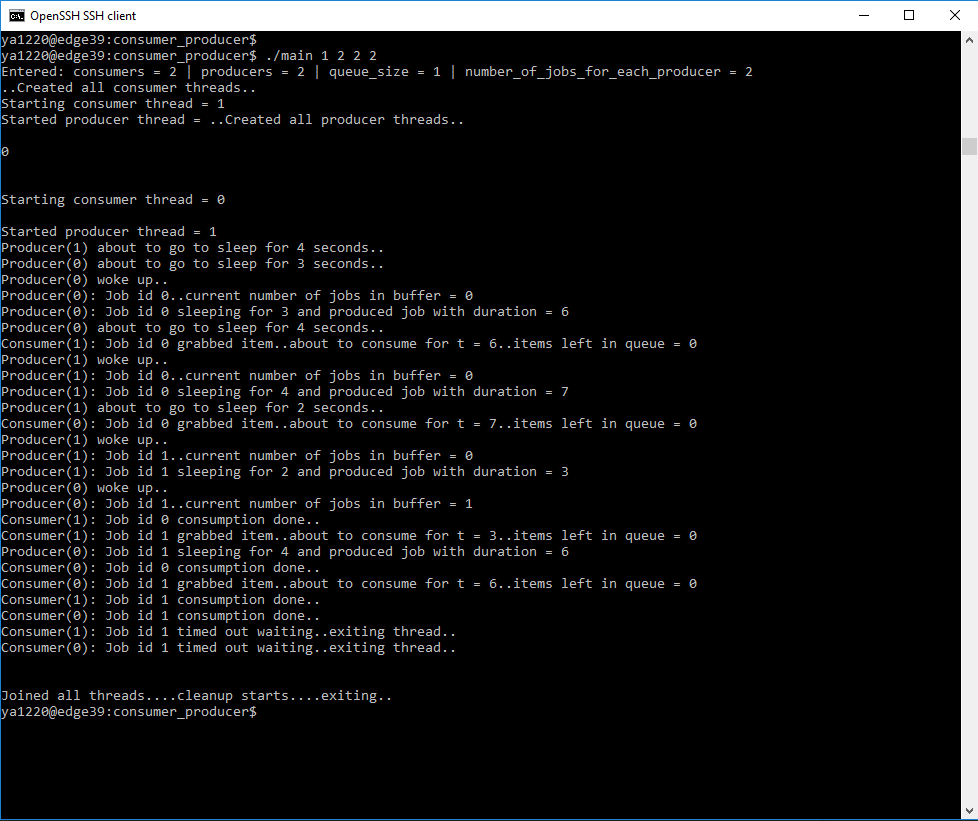 OpenSSH SSH client
ya1220@edge39:consumer_producer$
ya1220@edge39:consumer_producer$ ./main 1 2 2 2
Entered: consumers = 2 | producers = 2 | queue_size = 1 | number_of_jobs_for_each_producer = 2
..Created all consumer threads..
Starting consumer thread = 1
Started producer thread = ..Created all producer threads..
0
Starting consumer thread = 0
Started producer thread = 1
Producer(1) about to go to sleep for 4 seconds..
Producer(0) about to go to sleep for 3 seconds..
Producer(0) woke up..
Producer(0): Job id 0..current number of jobs in buffer = 0
Producer(0): Job id 0 sleeping for 3 and produced job with duration = 6
Producer(0) about to go to sleep for 4 seconds..
Consumer(1): Job id 0 grabbed item..about to consume for t = 6..items left in queue = 0
Producer(1) woke up..
Producer(1): Job id 0..current number of jobs in buffer = 0
Producer(1): Job id 0 sleeping for 4 and produced job with duration = 7
Producer(1) about to go to sleep for 2 seconds..
Consumer(0): Job id 0 grabbed item..about to consume for t = 7..items left in queue = 0
Producer(1) woke up..
Producer(1): Job id 1..current number of jobs in buffer = 0
Producer(1): Job id 1 sleeping for 2 and produced job with duration = 3
Producer(0) woke up..
Producer(0): Job id 1..current number of jobs in buffer = 1
Consumer(1): Job id 0 consumption done..
Consumer(1): Job id 1 grabbed item..about to consume for t = 3..items left in queue = 0
Producer(0): Job id 1 sleeping for 4 and produced job with duration = 6
Consumer(0): Job id 0 consumption done..
Consumer(0): Job id 1 grabbed item..about to consume for t = 6..items left in queue = 0
Consumer(1): Job id 1 consumption done..
Consumer(0): Job id 1 consumption done..
Consumer(1): Job id 1 timed out waiting..exiting thread..
Consumer(0): Job id 1 timed out waiting..exiting thread..
Joined all threads....cleanup starts....exiting..
ya1220@edge39:consumer_producer$